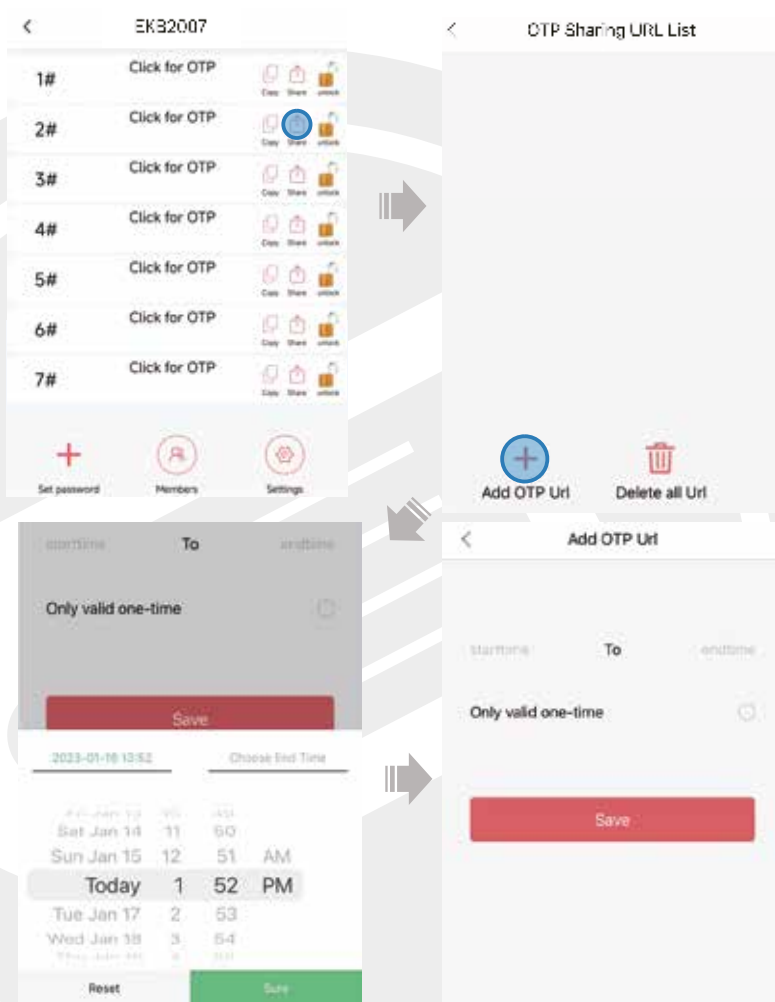 EKB2007
1# Click for OTP Copy Share unlock
2# Click for OTP Copy Share unlock
3# Click for OTP Copy Share unlock
4# Click for OTP Copy Share unlock
5# Click for OTP Copy Share unlock
6# Click for OTP Copy Share unlock
7# Click for OTP Copy Share unlock
Set password Members Settings
OTP Sharing URL List
Add OTP Url Delete all Url
starttime To endtime
Only valid one-time
Save
2023-01-16 13:52 Choose End Time
Sat Jan 14 11 50
Sun Jan 15 12 51 AM
Today 1 52 PM
Tue Jan 17 2 53
Wed Jan 18 3 54
Reset Sure
Add OTP Url
starttime To endtime
Only valid one-time
Save